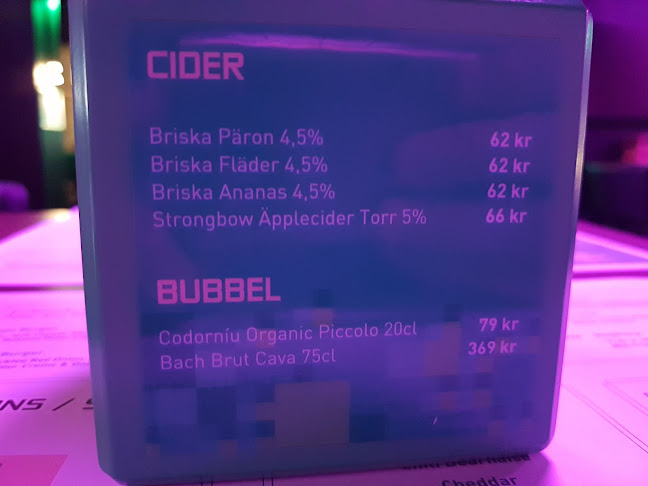 CIDER
Briska Päron 4,5% 62 kr
Briska Fläder 4,5% 62 kr
Briska Ananas 4,5% 62 kr
Strongbow Äpplecider Torr 5% 66 kr
BUBBEL
Codorníu Organic Piccolo 20cl 79 kr
Bach Brut Cava 75cl 369 kr
Cheddar